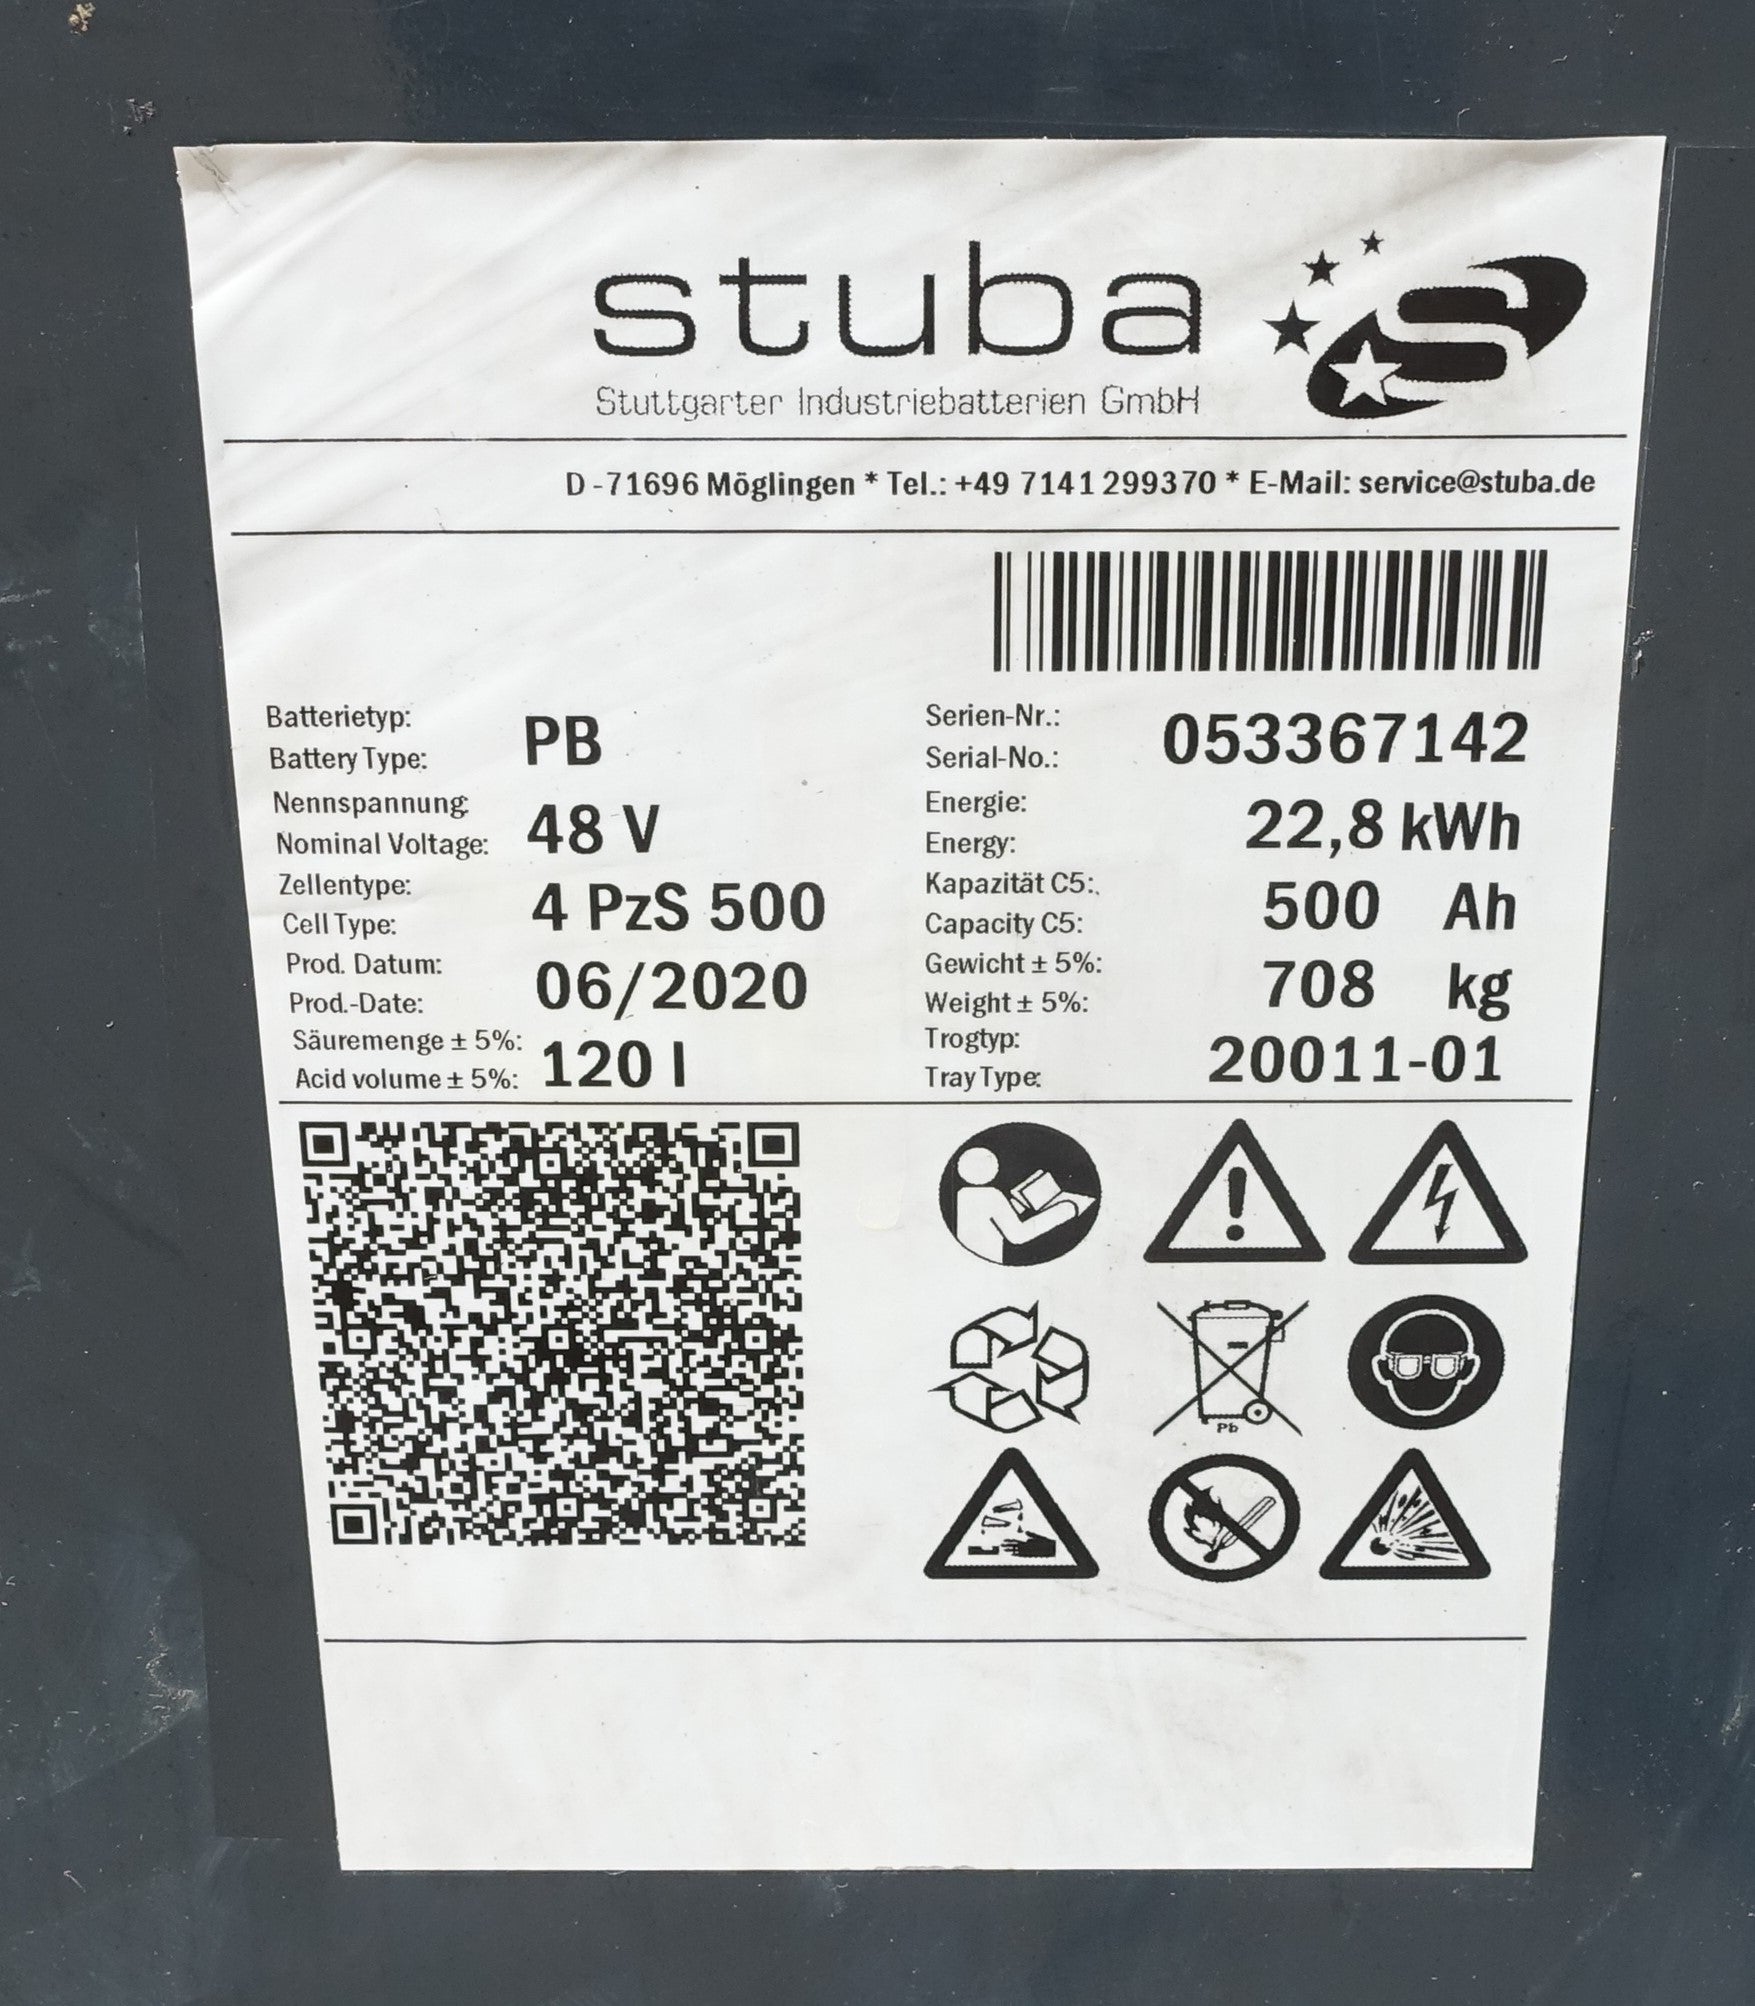 stuba
Stuttgarter Industriebatterien GmbH
D-71696 Möglingen * Tel.: +49 7141 299370 * E-Mail: service@stuba.de
Batterietyp:
Battery Type:
PB
Serien-Nr.:
Serial-No.:
053367142
Nennspannung:
Nominal Voltage:
48 V
Energie:
Energy:
22,8 kWh
Zellentype:
Cell Type:
4 PzS 500
Kapazität C5:
Capacity C5:
500 Ah
Prod. Datum:
Prod.-Date:
06/2020
Gewicht ± 5%:
Weight ± 5%:
708 kg
Säuremenge ± 5%:
Acid volume ± 5%:
120 l
Trogtyp:
Tray Type:
20011-01
Pb